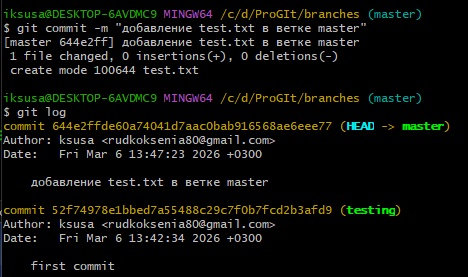 iksusa@DESKTOP-6AVDMC9 MINGW64 /c/d/ProGIt/branches (master)
$ git commit -m "добавление test.txt в ветке master"
[master 644e2ff] добавление test.txt в ветке master
1 file changed, 0 insertions(+), 0 deletions(-)
create mode 100644 test.txt
iksusa@DESKTOP-6AVDMC9 MINGW64 /c/d/ProGIt/branches (master)
$ git log
commit 644e2ffde60a74041d7aac0bab916568ae6eee77 (HEAD -> master)
Author: ksusa <rudkoksenia80@gmail.com>
Date:   Fri Mar 6 13:47:23 2026 +0300
добавление test.txt в ветке master
commit 52f74978e1bbed7a55488c29c7f0b7fcd2b3afd9 (testing)
Author: ksusa <rudkoksenia80@gmail.com>
Date:   Fri Mar 6 13:42:34 2026 +0300
first commit